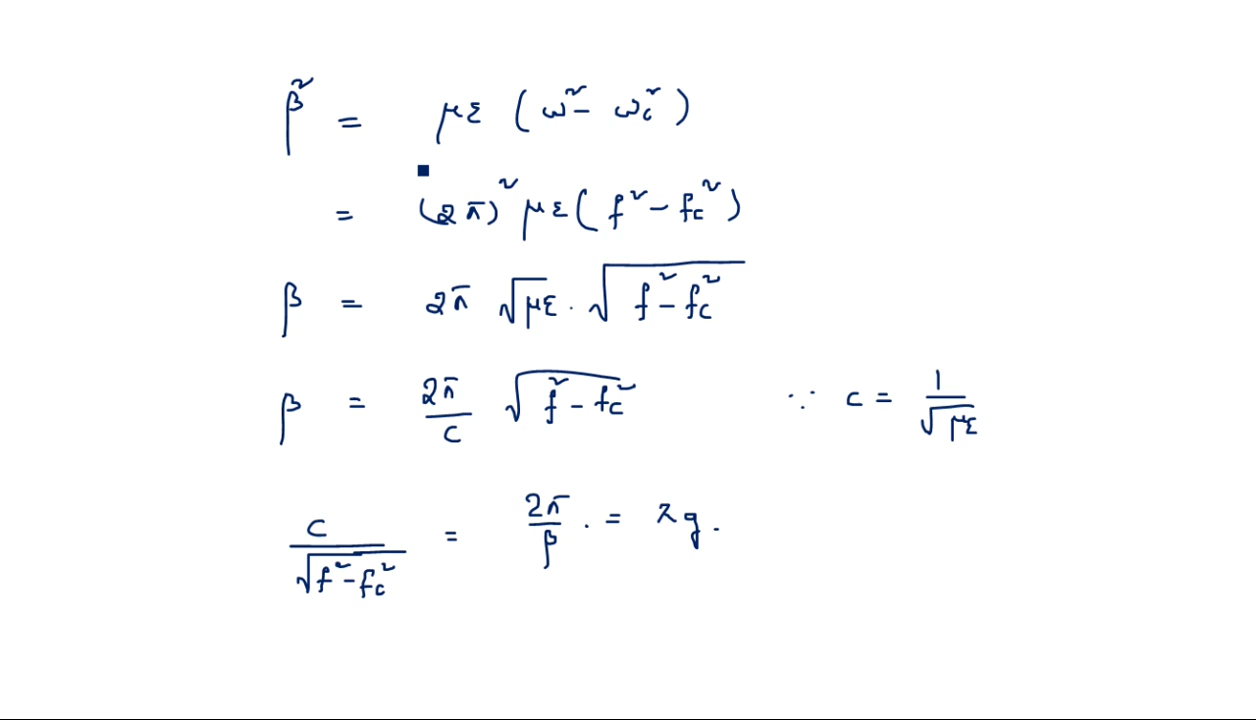 β² = με (ω² - ωc²)
= (2π)² με (f² - fc²)
β = 2π √με . √f² - fc²
β = 2π/c √f² - fc² ∵ c = 1/√με
c/√f² - fc² = 2π/β . = λg.